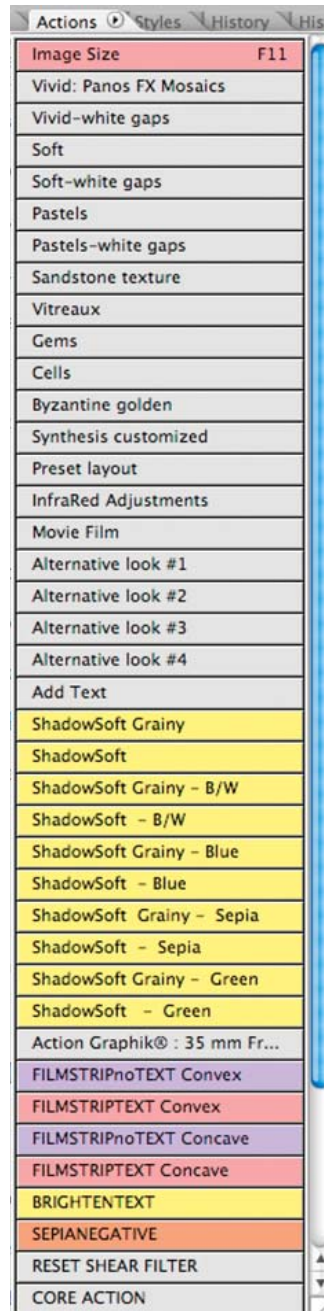 Actions Styles History His
Image Size F11
Vivid: Panos FX Mosaics
Vivid-white gaps
Soft
Soft-white gaps
Pastels
Pastels-white gaps
Sandstone texture
Vitreaux
Gems
Cells
Byzantine golden
Synthesis customized
Preset layout
InfraRed Adjustments
Movie Film
Alternative look #1
Alternative look #2
Alternative look #3
Alternative look #4
Add Text
ShadowSoft Grainy
ShadowSoft
ShadowSoft Grainy - B/W
ShadowSoft - B/W
ShadowSoft Grainy - Blue
ShadowSoft - Blue
ShadowSoft Grainy - Sepia
ShadowSoft - Sepia
ShadowSoft Grainy - Green
ShadowSoft - Green
Action Graphik® : 35 mm Fr...
FILMSTRIPnoTEXT Convex
FILMSTRIPTEXT Convex
FILMSTRIPnoTEXT Concave
FILMSTRIPTEXT Concave
BRIGHTENTEXT
SEPIANEGATIVE
RESET SHEAR FILTER
CORE ACTION